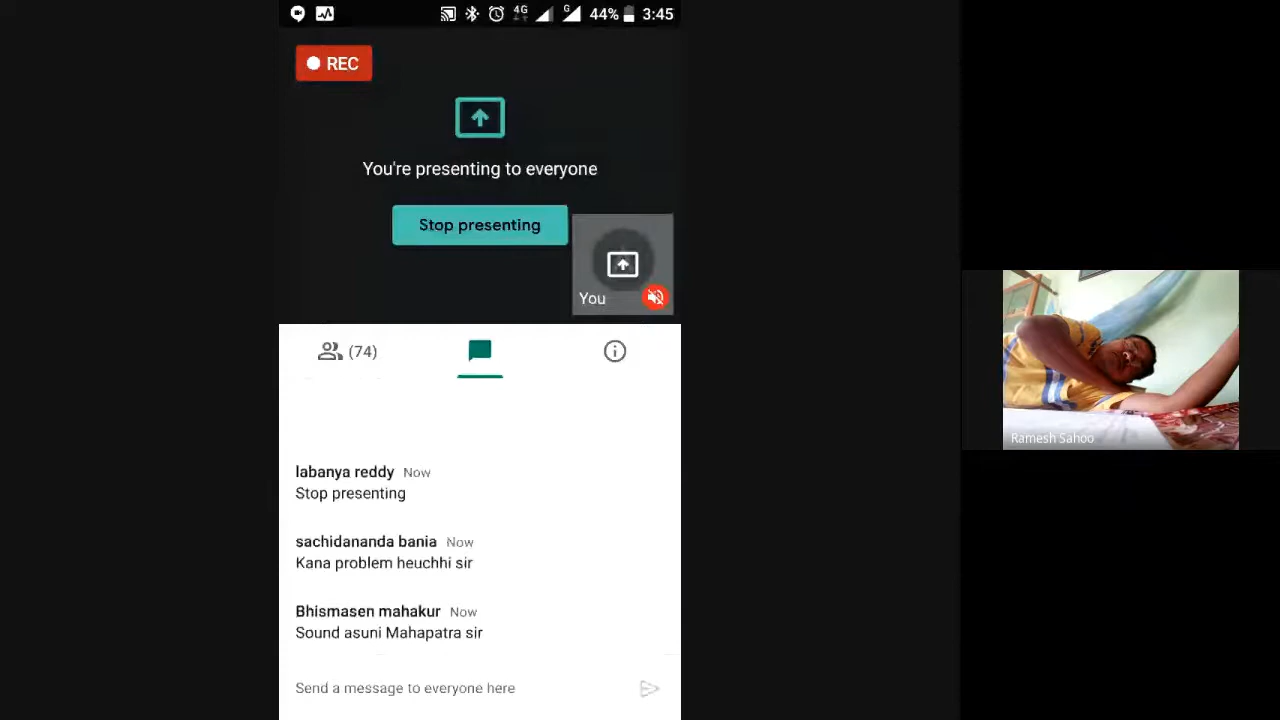 4G G 44% 3:45
REC
You're presenting to everyone
Stop presenting
You
(74)
labanya reddy Now
Stop presenting
sachidananda bania Now
Kana problem heuchhi sir
Bhismasen mahakur Now
Sound asuni Mahapatra sir
Send a message to everyone here
Ramesh Sahoo